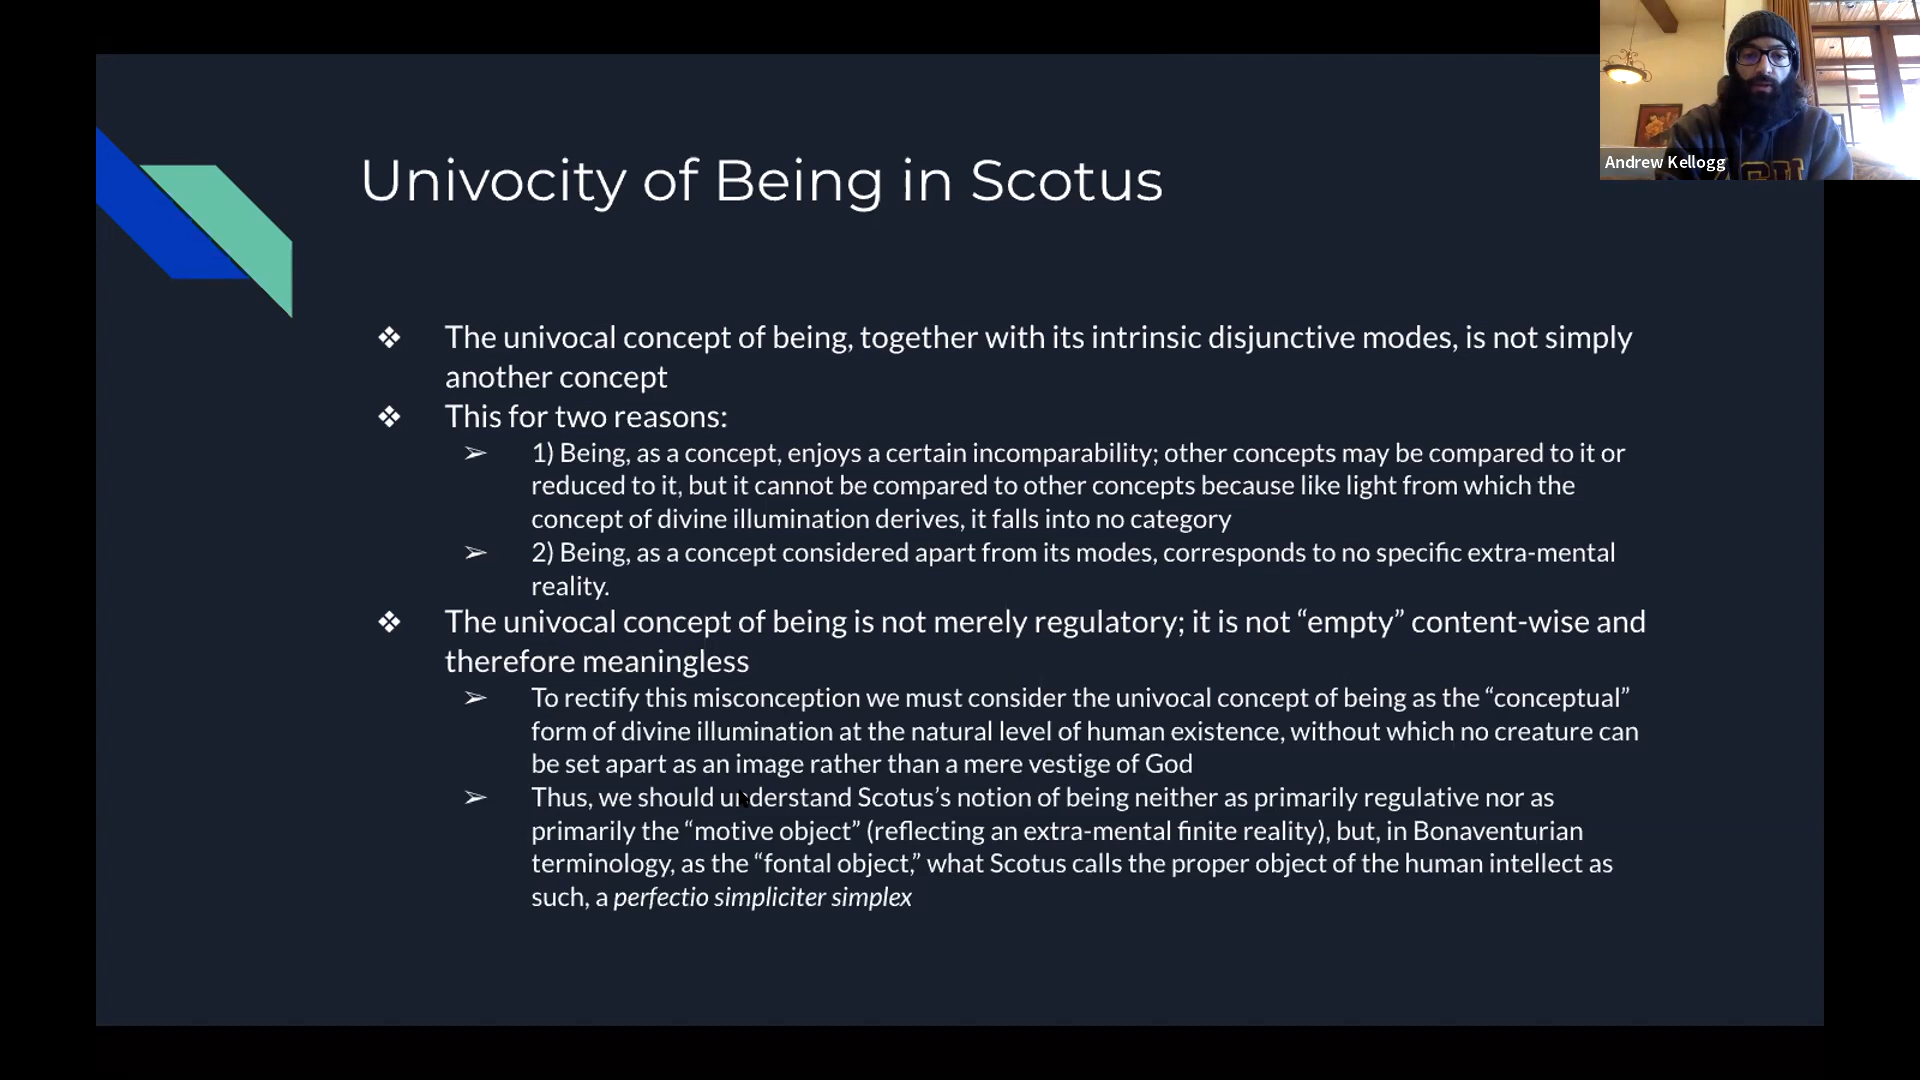 Univocity of Being in Scotus
Andrew Kellogg
❖ The univocal concept of being, together with its intrinsic disjunctive modes, is not simply
another concept
❖ This for two reasons:
➢ 1) Being, as a concept, enjoys a certain incomparability; other concepts may be compared to it or
reduced to it, but it cannot be compared to other concepts because like light from which the
concept of divine illumination derives, it falls into no category
➢ 2) Being, as a concept considered apart from its modes, corresponds to no specific extra-mental
reality.
❖ The univocal concept of being is not merely regulatory; it is not “empty” content-wise and
therefore meaningless
➢ To rectify this misconception we must consider the univocal concept of being as the “conceptual”
form of divine illumination at the natural level of human existence, without which no creature can
be set apart as an image rather than a mere vestige of God
➢ Thus, we should understand Scotus’s notion of being neither as primarily regulative nor as
primarily the “motive object” (reflecting an extra-mental finite reality), but, in Bonaventurian
terminology, as the “fontal object,” what Scotus calls the proper object of the human intellect as
such, a perfectio simpliciter simplex